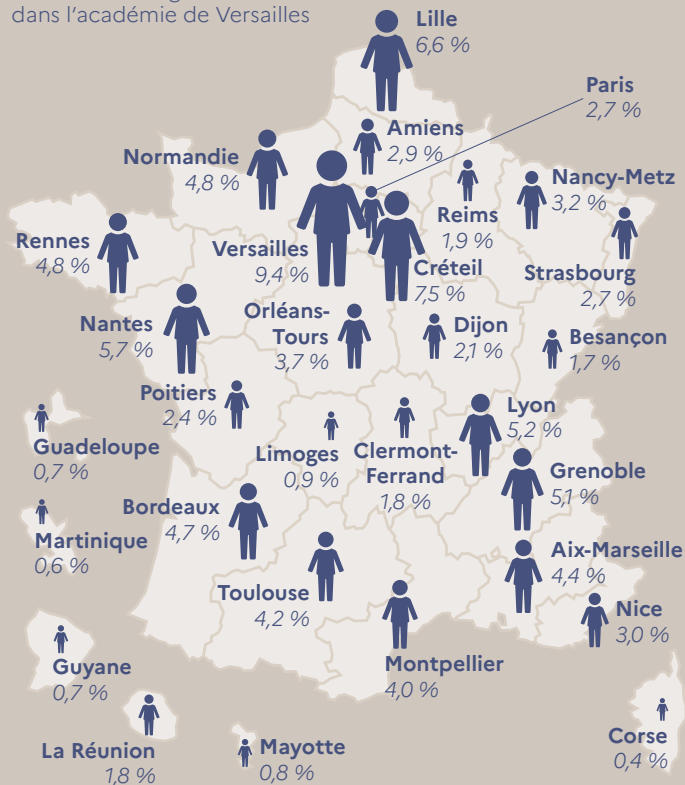 dans l'académie de Versailles
Lille
6,6 %
Paris
2,7 %
Amiens
2,9 %
Normandie
4,8 %
Nancy-Metz
3,2 %
Reims
1,9 %
Rennes
4,8 %
Versailles
9,4 %
Créteil
7,5 %
Strasbourg
2,7 %
Nantes
5,7 %
Orléans-
Tours
3,7 %
Dijon
2,1 %
Besançon
1,7 %
Poitiers
2,4 %
Lyon
5,2 %
Guadeloupe
0,7 %
Limoges
0,9 %
Clermont-
Ferrand
1,8 %
Grenoble
5,1 %
Bordeaux
4,7 %
Martinique
0,6 %
Aix-Marseille
4,4 %
Toulouse
4,2 %
Nice
3,0 %
Montpellier
4,0 %
Guyane
0,7 %
La Réunion
1,8 %
Mayotte
0,8 %
Corse
0,4 %